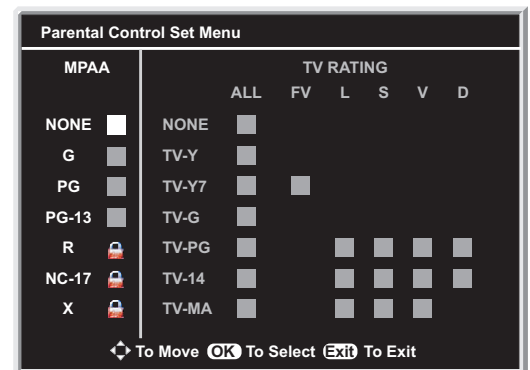 Parental Control Set Menu
MPAA TV RATING
ALL FV L S V D
NONE NONE
G TV-Y
PG TV-Y7
PG-13 TV-G
R TV-PG
NC-17 TV-14
X TV-MA
To Move OK To Select Exit To Exit